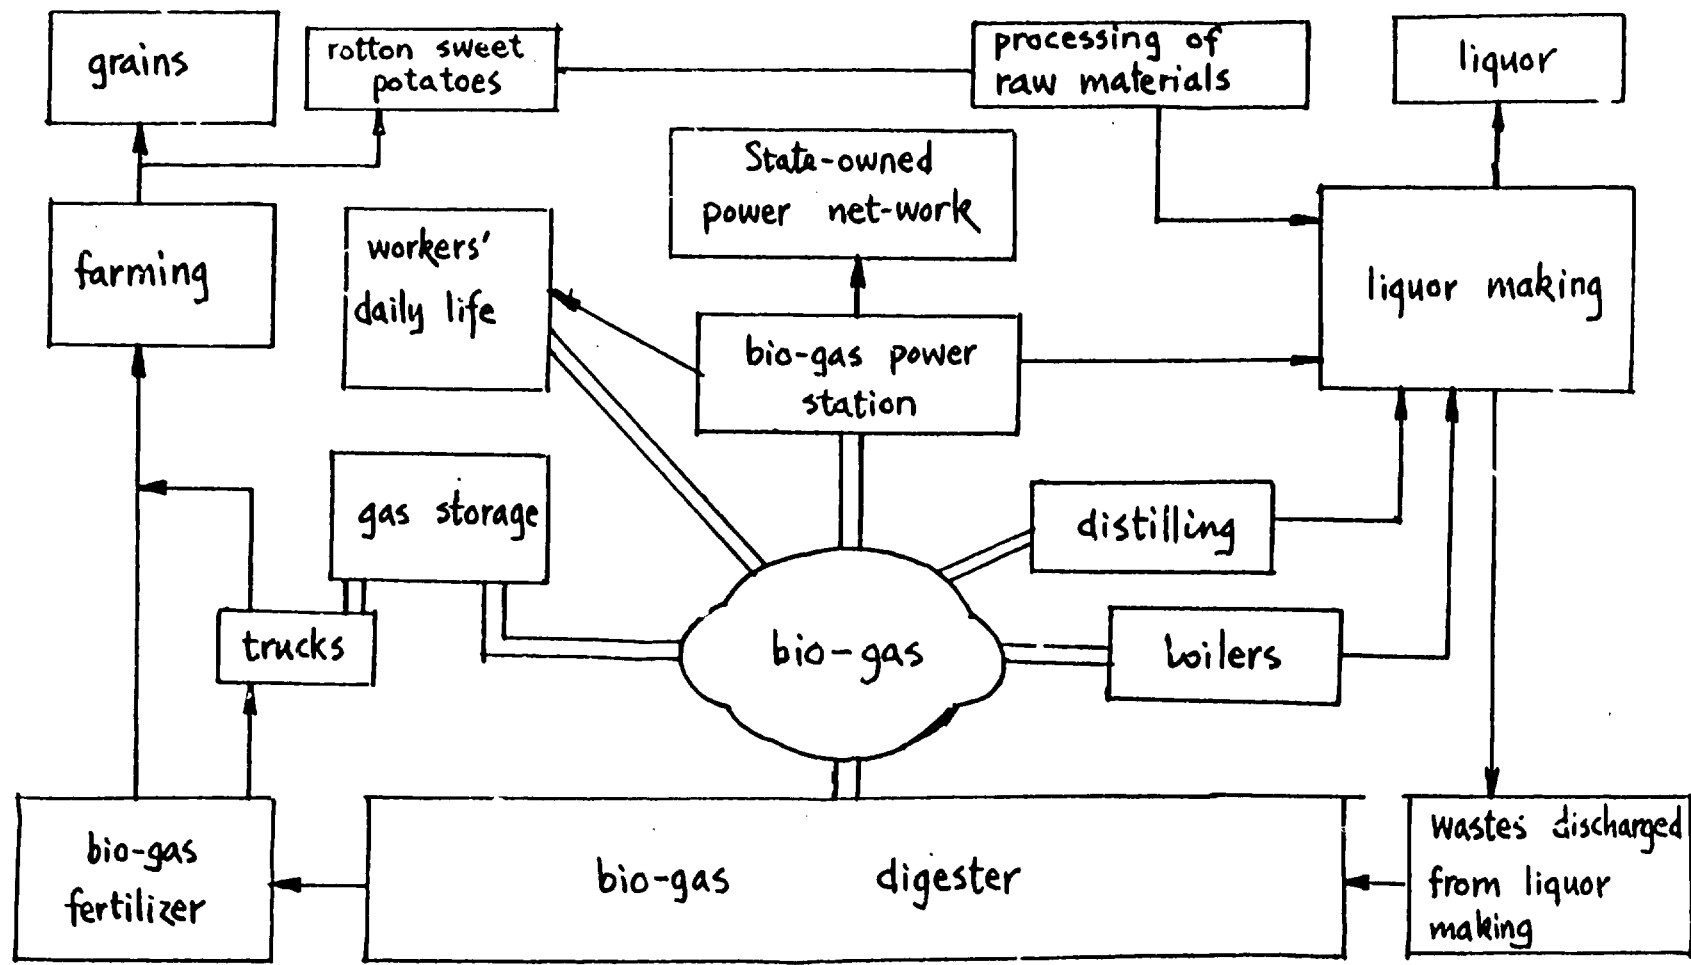 grains
rotton sweet
potatoes
processing of
raw materials
liquor
State-owned
power net-work
farming
workers'
daily life
bio-gas power
station
liquor making
gas storage
distilling
trucks
bio-gas
boilers
bio-gas
fertilizer
bio-gas digester
wastes discharged
from liquor
making